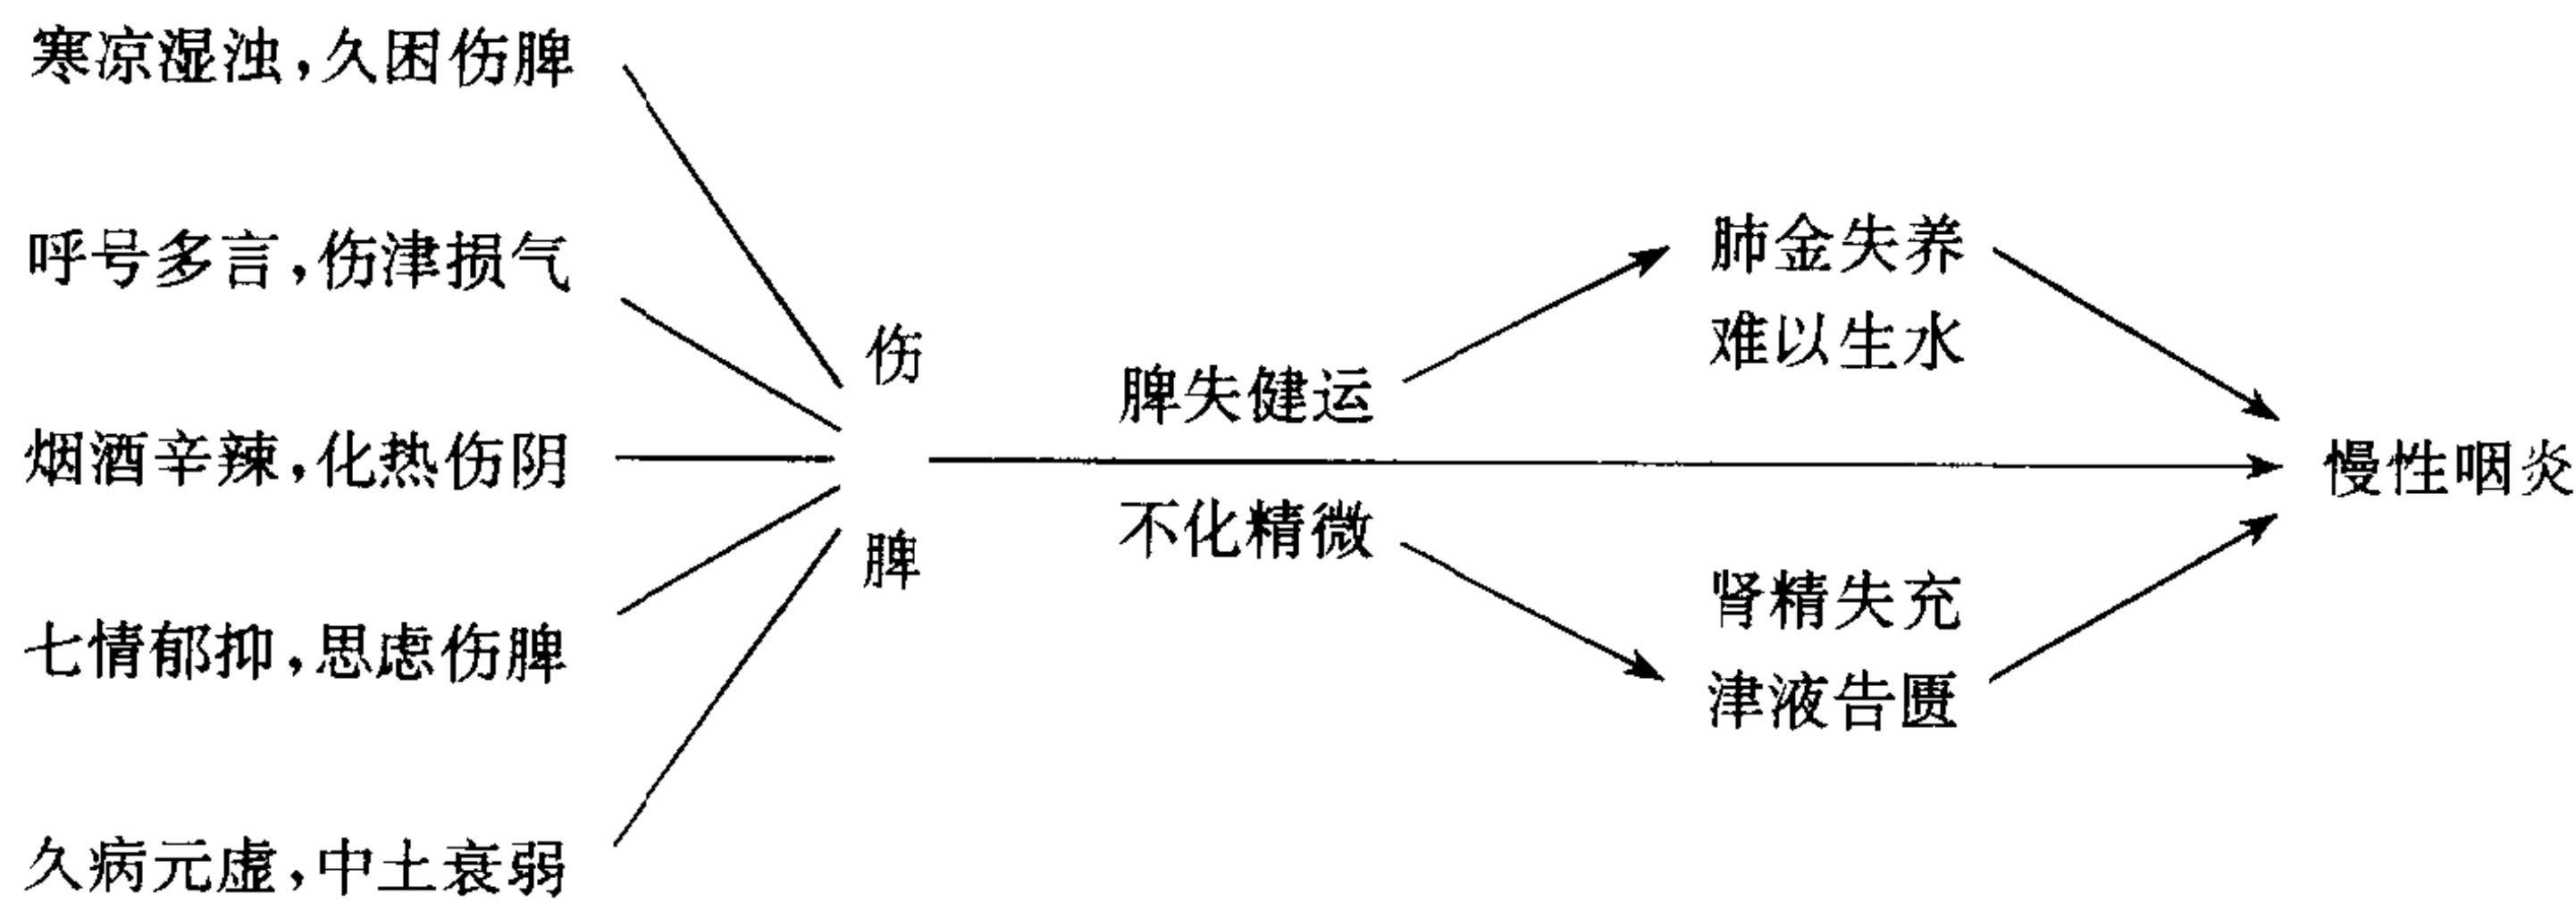 寒凉湿浊,久困伤脾
呼号多言,伤津损气
烟酒辛辣,化热伤阴
七情郁抑,思虑伤脾
久病元虚,中土衰弱
伤
脾
脾失健运
不化精微
肺金失养
难以生水
肾精失充
津液告匮
慢性咽炎